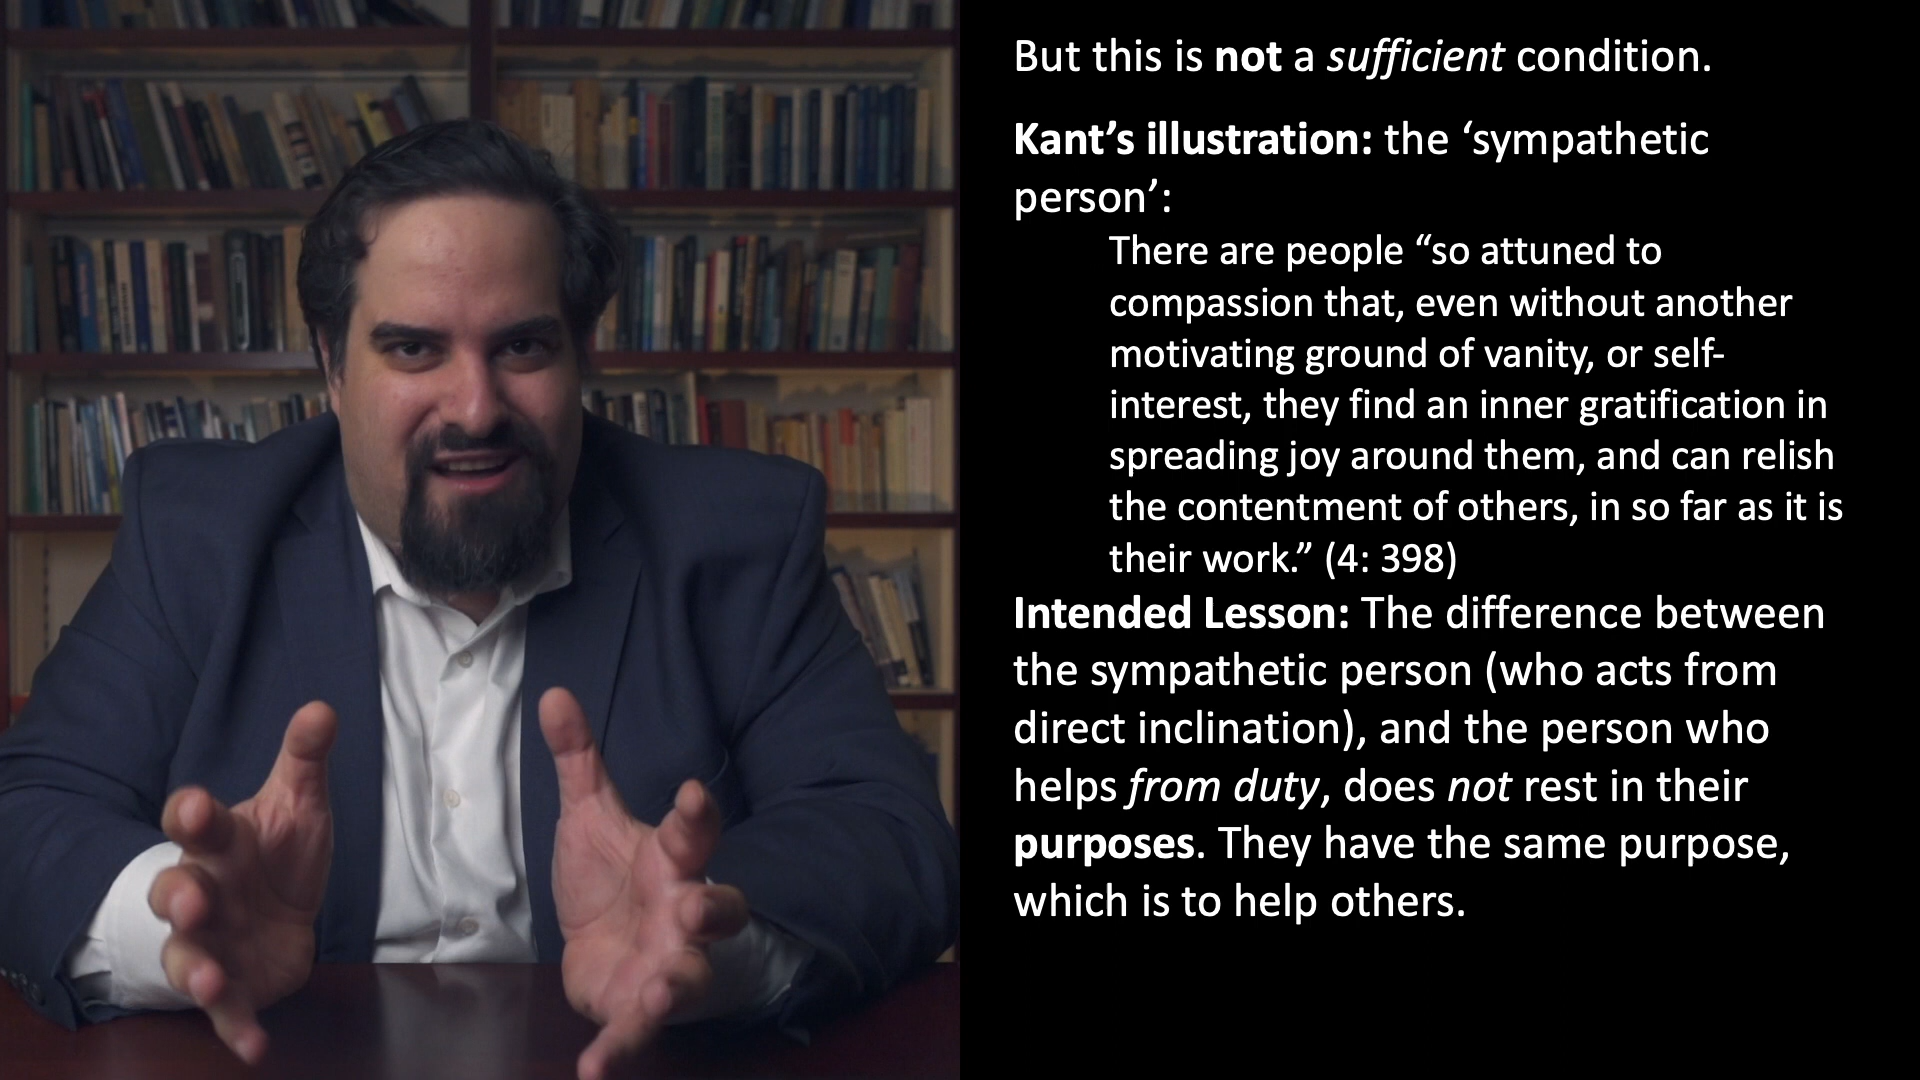 But this is not a sufficient condition.
Kant’s illustration: the ‘sympathetic
person’:
There are people “so attuned to
compassion that, even without another
motivating ground of vanity, or self-
interest, they find an inner gratification in
spreading joy around them, and can relish
the contentment of others, in so far as it is
their work.” (4: 398)
Intended Lesson: The difference between
the sympathetic person (who acts from
direct inclination), and the person who
helps from duty, does not rest in their
purposes. They have the same purpose,
which is to help others.